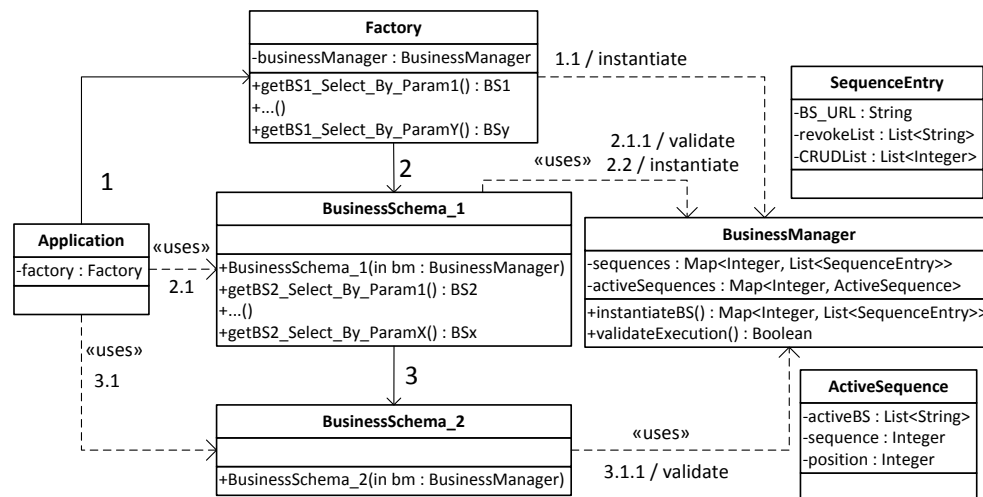 Factory
-businessManager : BusinessManager
+getBS1_Select_By_Param1() : BS1
+...()
+getBS1_Select_By_ParamY() : BSy
1.1 / instantiate
SequenceEntry
-BS_URL : String
-revokeList : List<String>
-CRUDList : List<Integer>
1
2
2.1.1 / validate
«uses»
2.2 / instantiate
Application
-factory : Factory
«uses»
2.1
BusinessSchema_1
+BusinessSchema_1(in bm : BusinessManager)
+getBS2_Select_By_Param1() : BS2
+...()
+getBS2_Select_By_ParamX() : BSx
BusinessManager
-sequences : Map<Integer, List<SequenceEntry>>
-activeSequences : Map<Integer, ActiveSequence>
+instantiateBS() : Map<Integer, List<SequenceEntry>>
+validateExecution() : Boolean
«uses»
3.1
3
BusinessSchema_2
+BusinessSchema_2(in bm : BusinessManager)
«uses»
3.1.1 / validate
ActiveSequence
-activeBS : List<String>
-sequence : Integer
-position : Integer